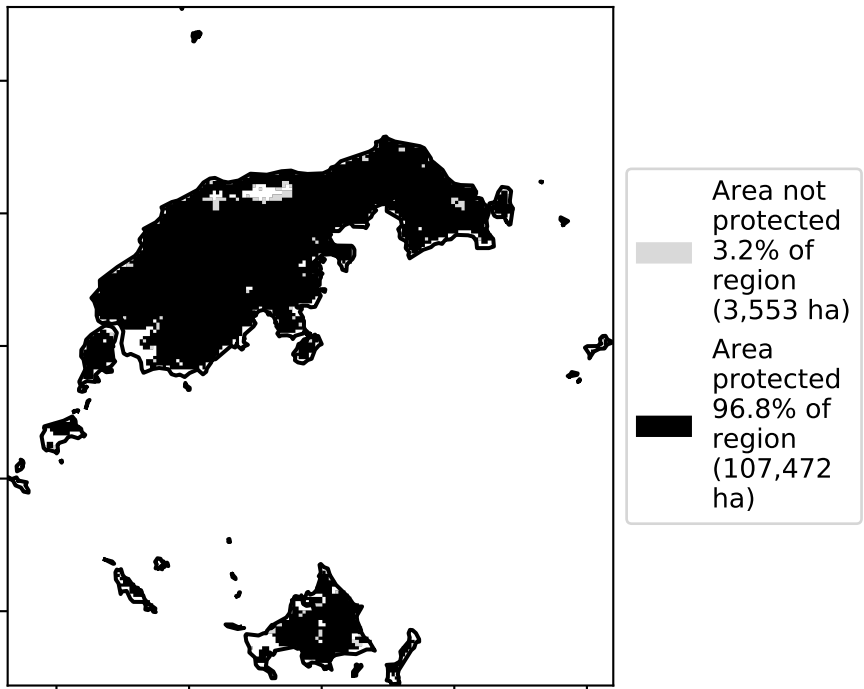 Area not
protected
3.2% of
region
(3,553 ha)
Area
protected
96.8% of
region
(107,472
ha)